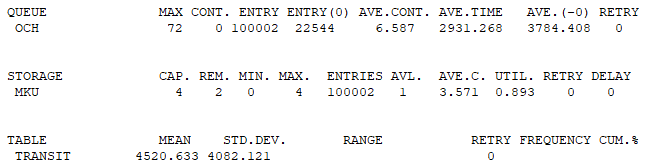 QUEUE MAX CONT. ENTRY ENTRY(0) AVE.CONT. AVE.TIME AVE.(-0) RETRY
OCH 72 0 100002 22544 6.587 2931.268 3784.408 0
STORAGE CAP. REM. MIN. MAX. ENTRIES AVL. AVE.C. UTIL. RETRY DELAY
MKU 4 2 0 4 100002 1 3.571 0.893 0 0
TABLE MEAN STD.DEV. RANGE RETRY FREQUENCY CUM.%
TRANSIT 4520.633 4082.121 0